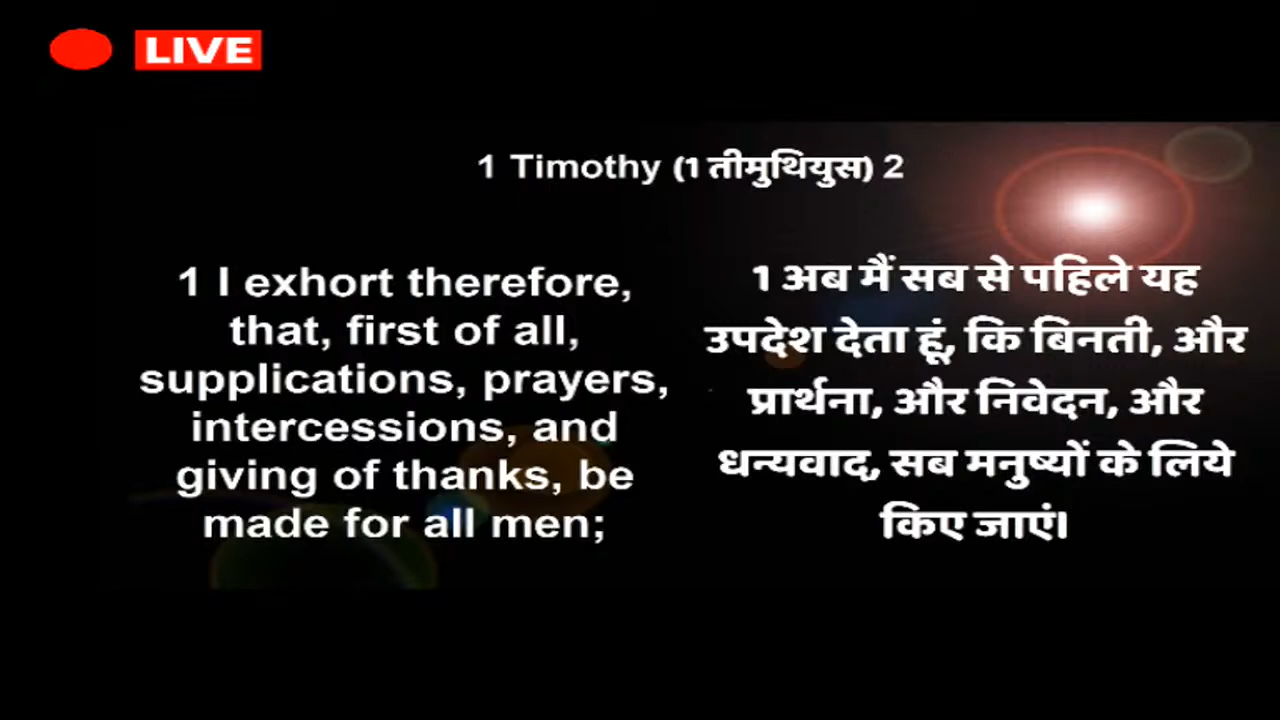 LIVE
1 Timothy (1 तीमुथियुस) 2
1 I exhort therefore,
that, first of all,
supplications, prayers,
intercessions, and
giving of thanks, be
made for all men;
1 अब मैं सब से पहिले यह
उपदेश देता हूं, कि बिनती, और
प्रार्थना, और निवेदन, और
धन्यवाद, सब मनुष्यों के लिये
किए जाएं।